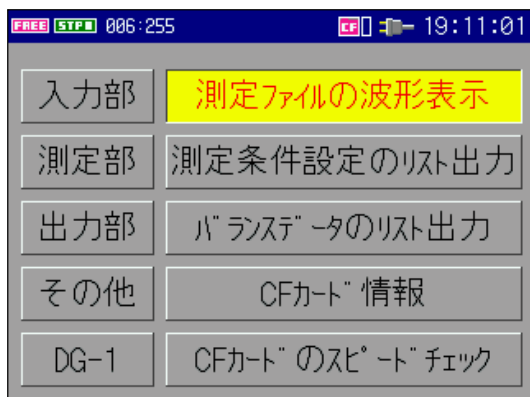 FREE STP 006:255 CF 19:11:01
入力部 測定ファイルの波形表示
測定部 測定条件設定のリスト出力
出力部 バランスデータのリスト出力
その他 CFカード情報
DG-1 CFカードのスピードチェック